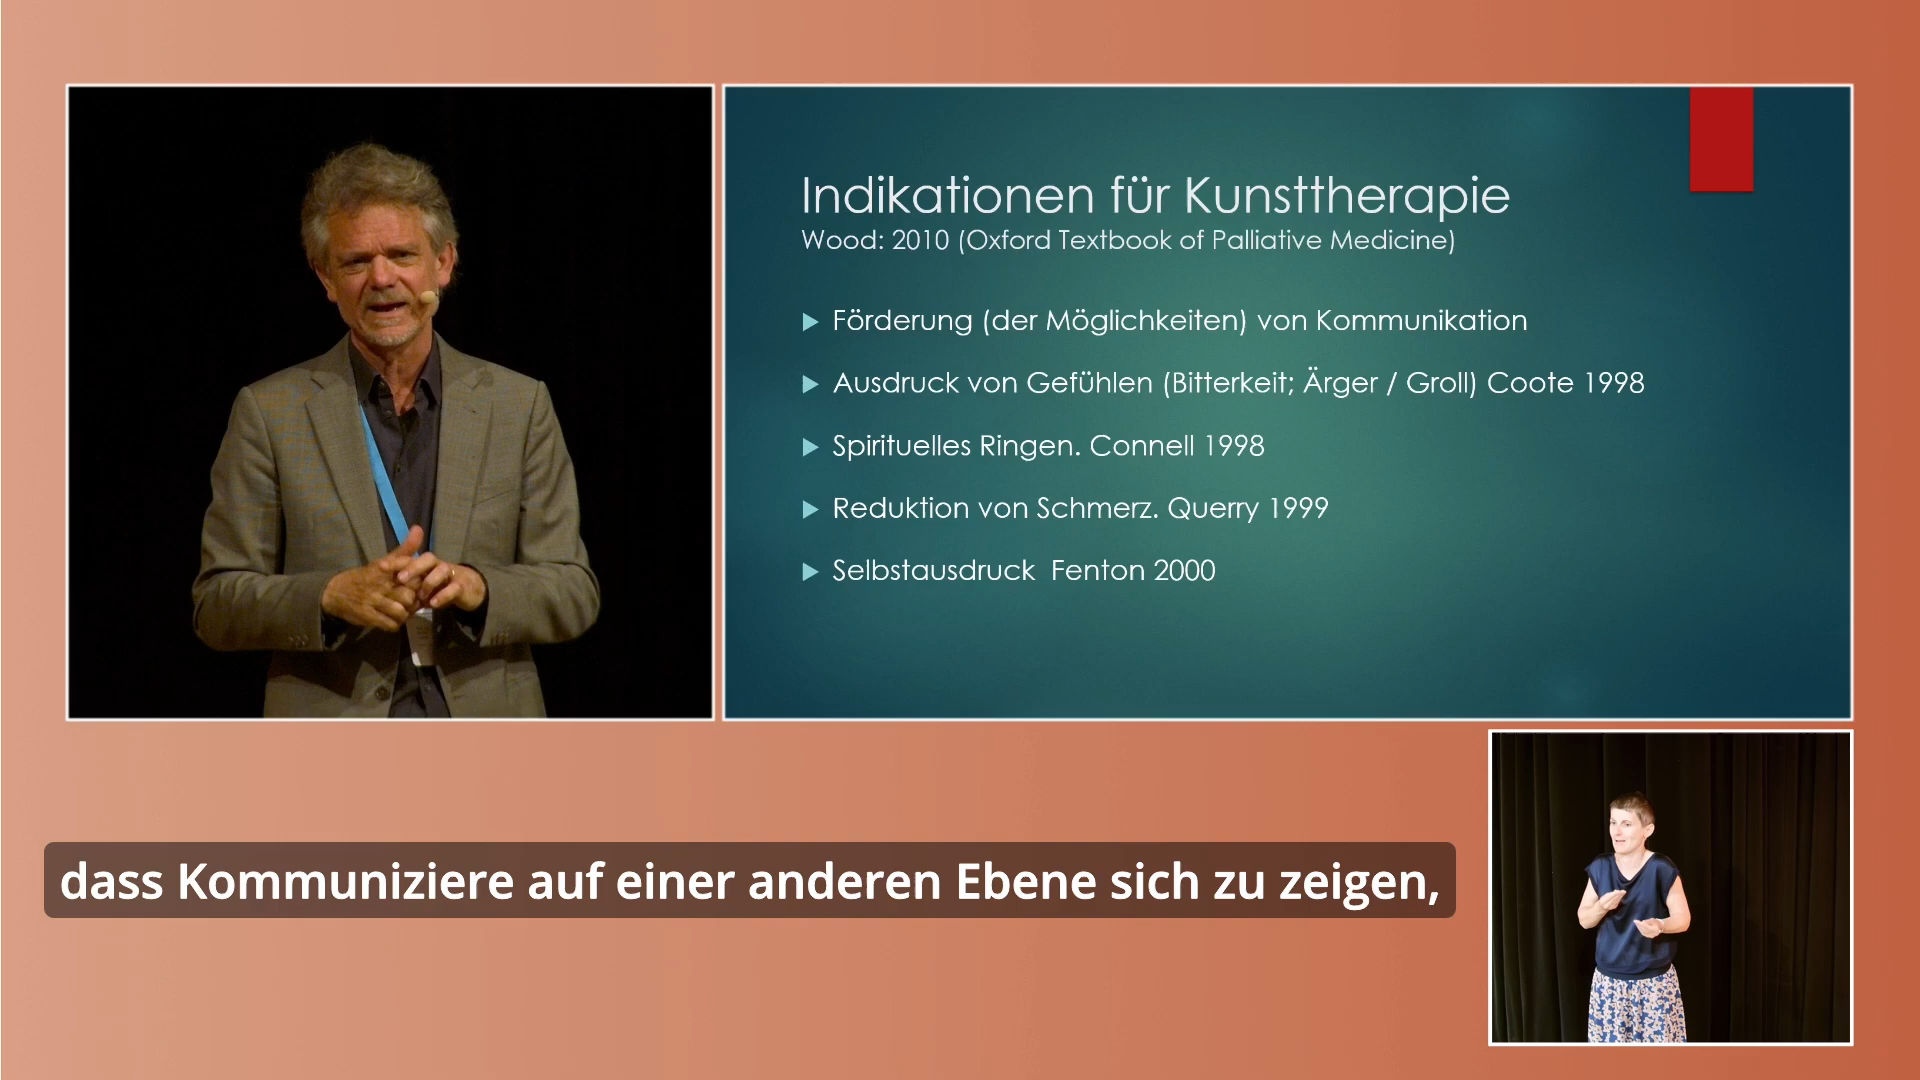 Indikationen für Kunsttherapie
Wood: 2010 (Oxford Textbook of Palliative Medicine)
Förderung (der Möglichkeiten) von Kommunikation
Ausdruck von Gefühlen (Bitterkeit; Ärger / Groll) Coote 1998
Spirituelles Ringen. Connell 1998
Reduktion von Schmerz. Querry 1999
Selbstausdruck Fenton 2000
dass Kommuniziere auf einer anderen Ebene sich zu zeigen,